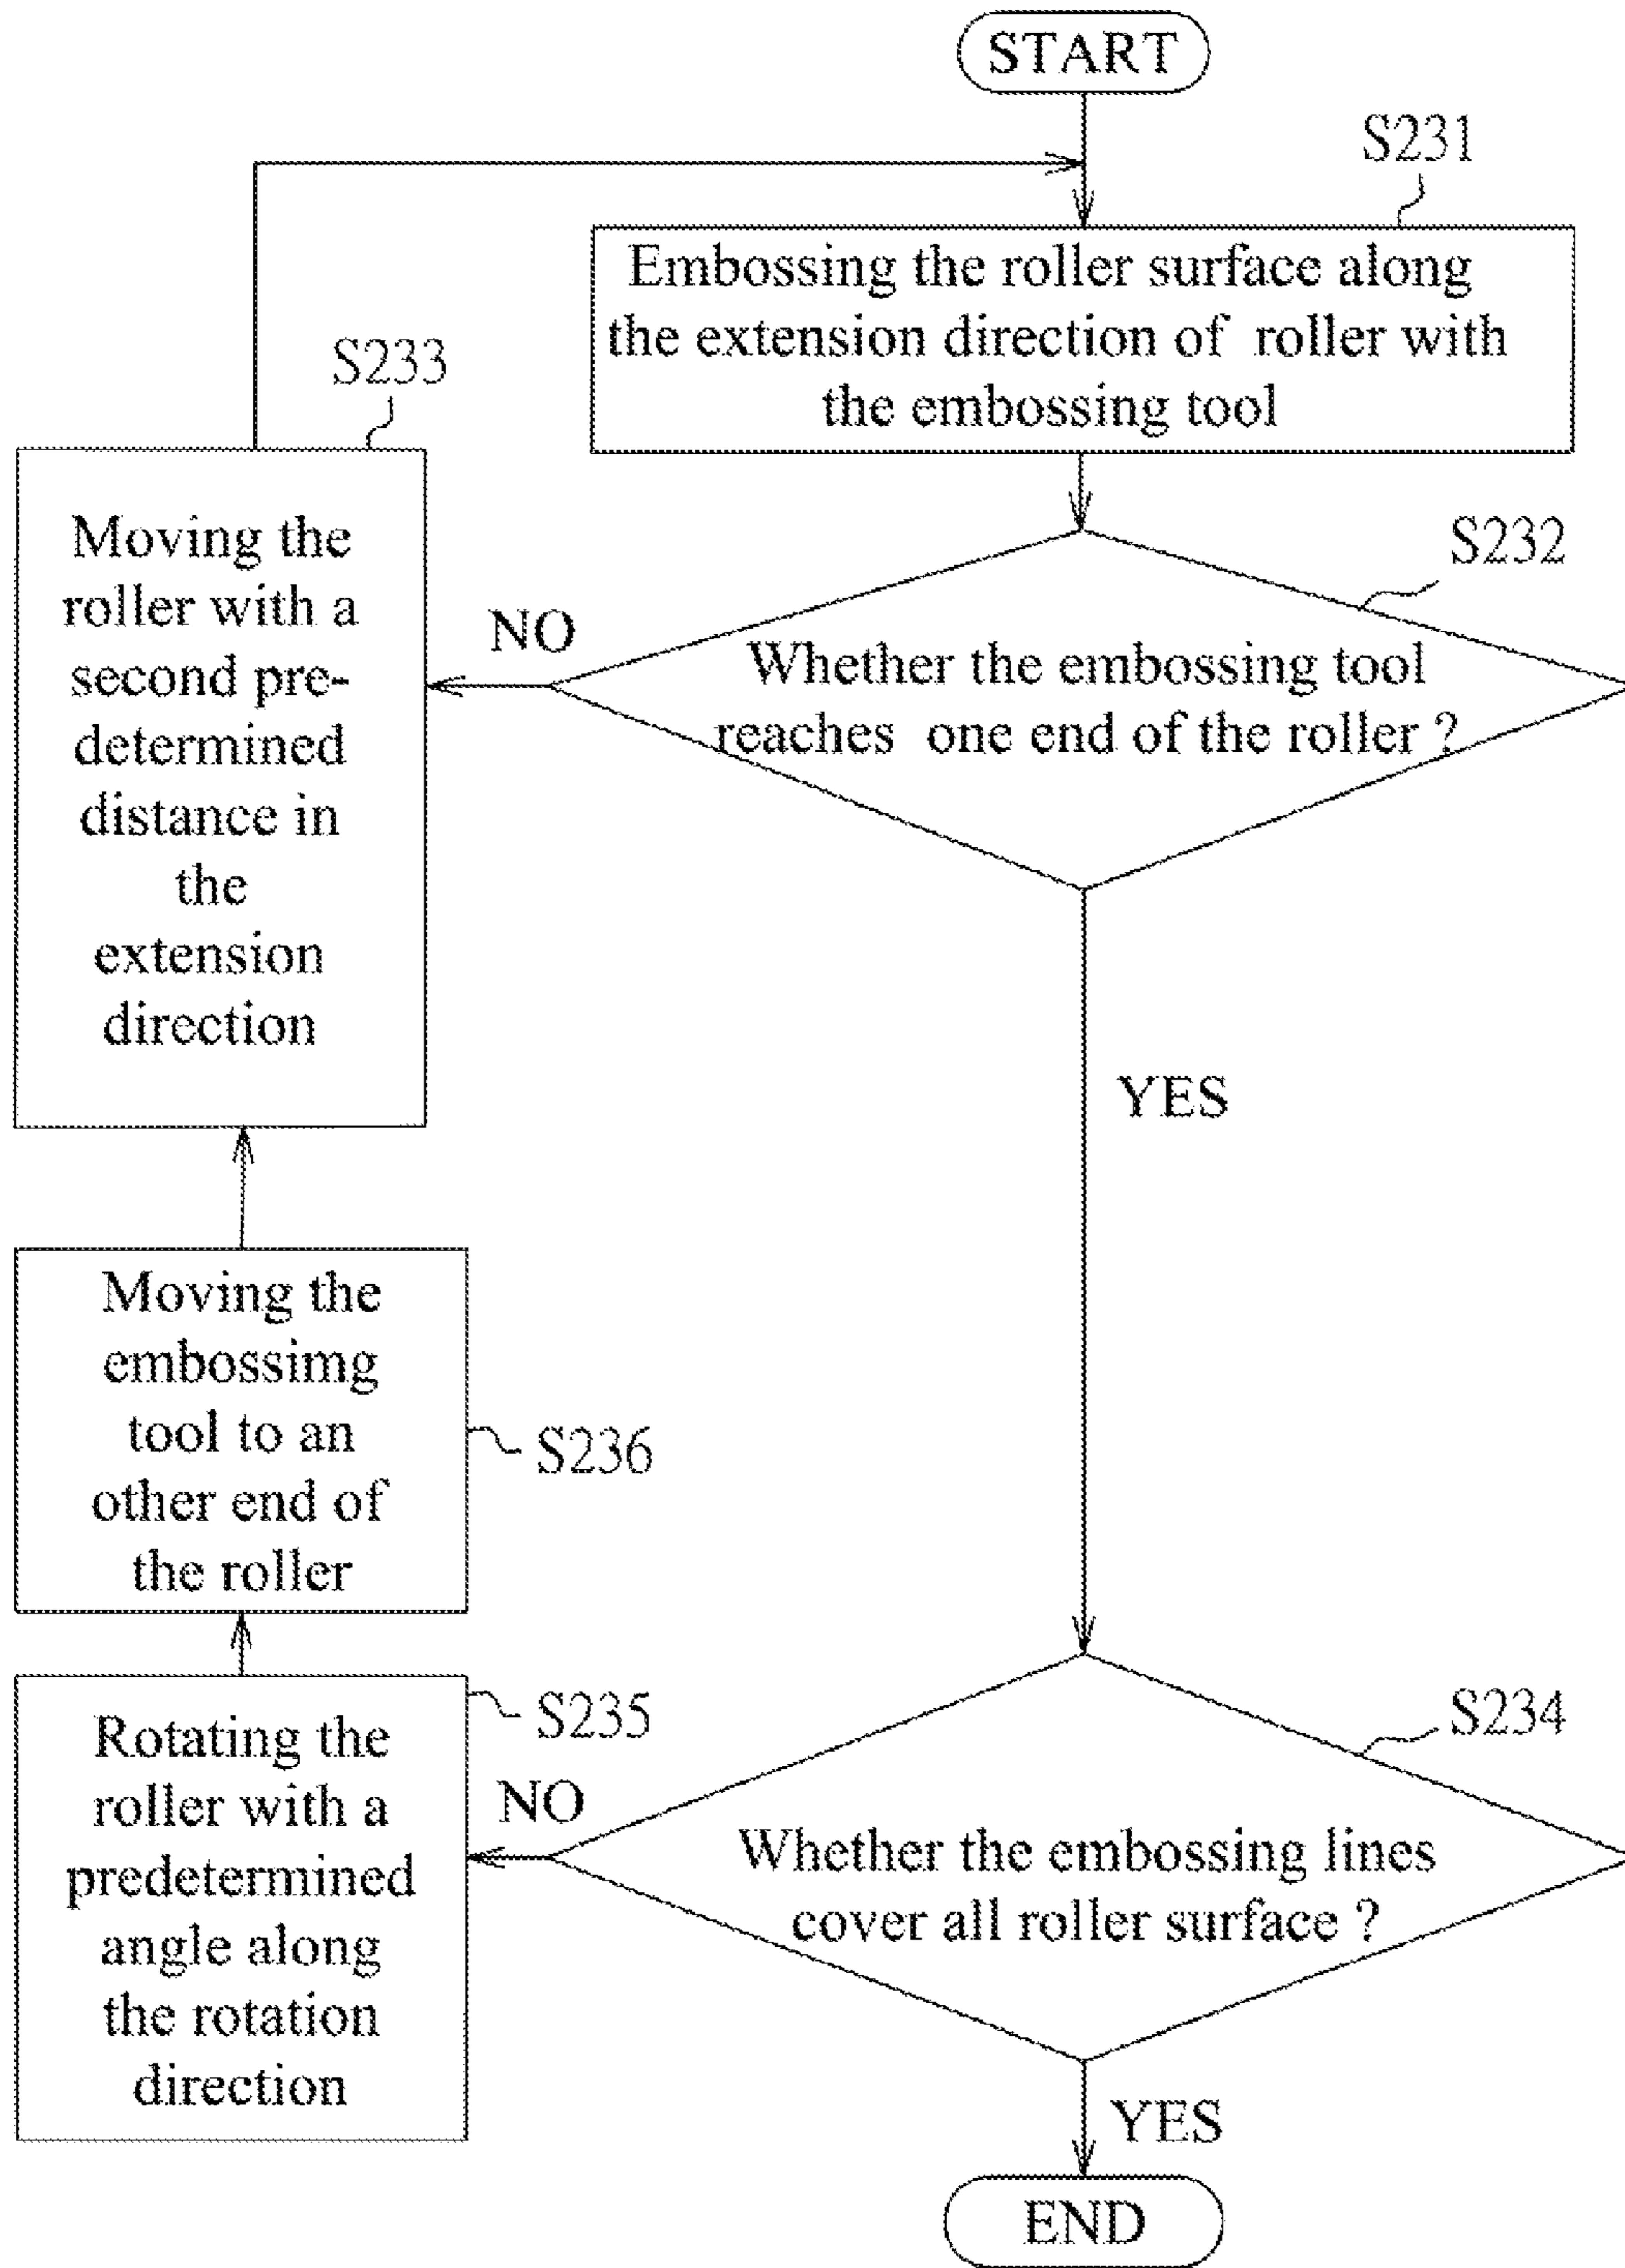 START
S231
Embossing the roller surface along
the extension direction of roller with
the embossing tool
S232
Whether the embossing tool
reaches one end of the roller ?
NO
YES
S233
Moving the
roller with a
second pre-
determined
distance in
the
extension
direction
Moving the
embossimg
tool to an
other end of
the roller
S236
S235
Rotating the
roller with a
predetermined
angle along
the rotation
direction
S234
NO
Whether the embossing lines
cover all roller surface ?
YES
END